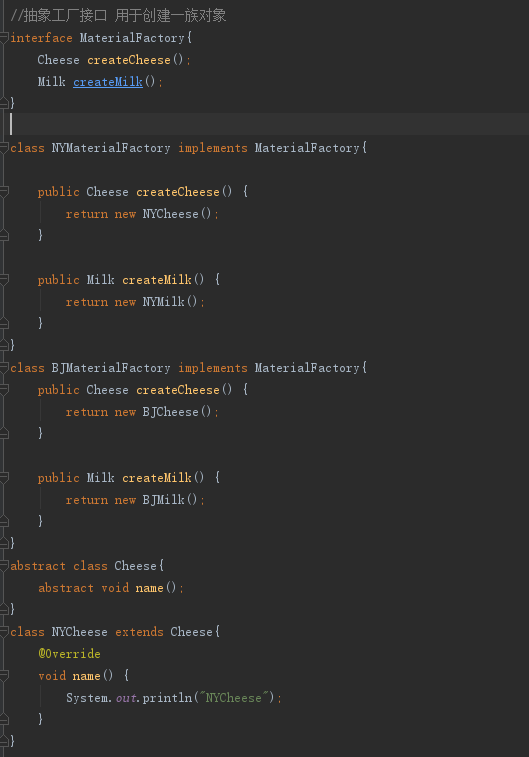 //抽象工厂接口 用于创建一族对象
interface MaterialFactory{
    Cheese createCheese();
    Milk createMilk();
}
class NYMaterialFactory implements MaterialFactory{
    public Cheese createCheese() {
        return new NYCheese();
    }
    public Milk createMilk() {
        return new NYMilk();
    }
}
class BJMaterialFactory implements MaterialFactory{
    public Cheese createCheese() {
        return new BJCheese();
    }
    public Milk createMilk() {
        return new BJMilk();
    }
}
abstract class Cheese{
    abstract void name();
}
class NYCheese extends Cheese{
    @Override
    void name() {
        System.out.println("NYCheese");
    }
}